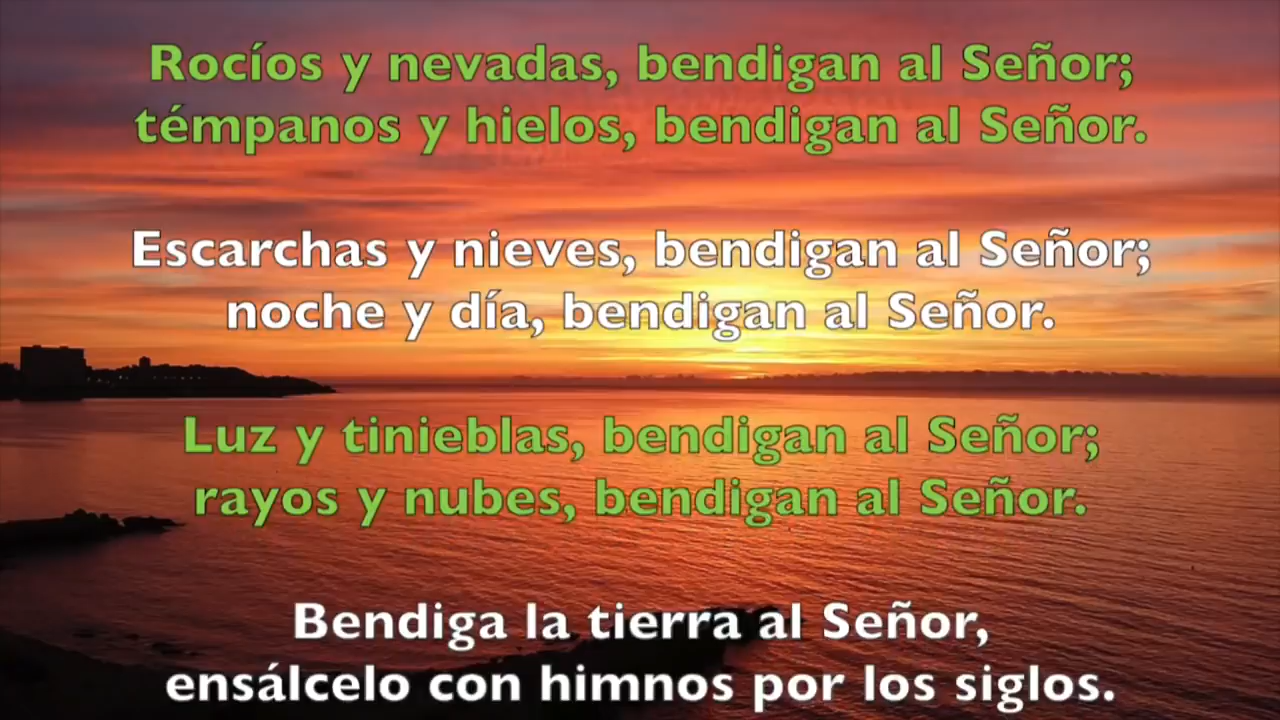 Rocíos y nevadas, bendigan al Señor;
témpanos y hielos, bendigan al Señor.
Escarchas y nieves, bendigan al Señor;
noche y día, bendigan al Señor.
Luz y tinieblas, bendigan al Señor;
rayos y nubes, bendigan al Señor.
Bendiga la tierra al Señor,
ensálcelo con himnos por los siglos.